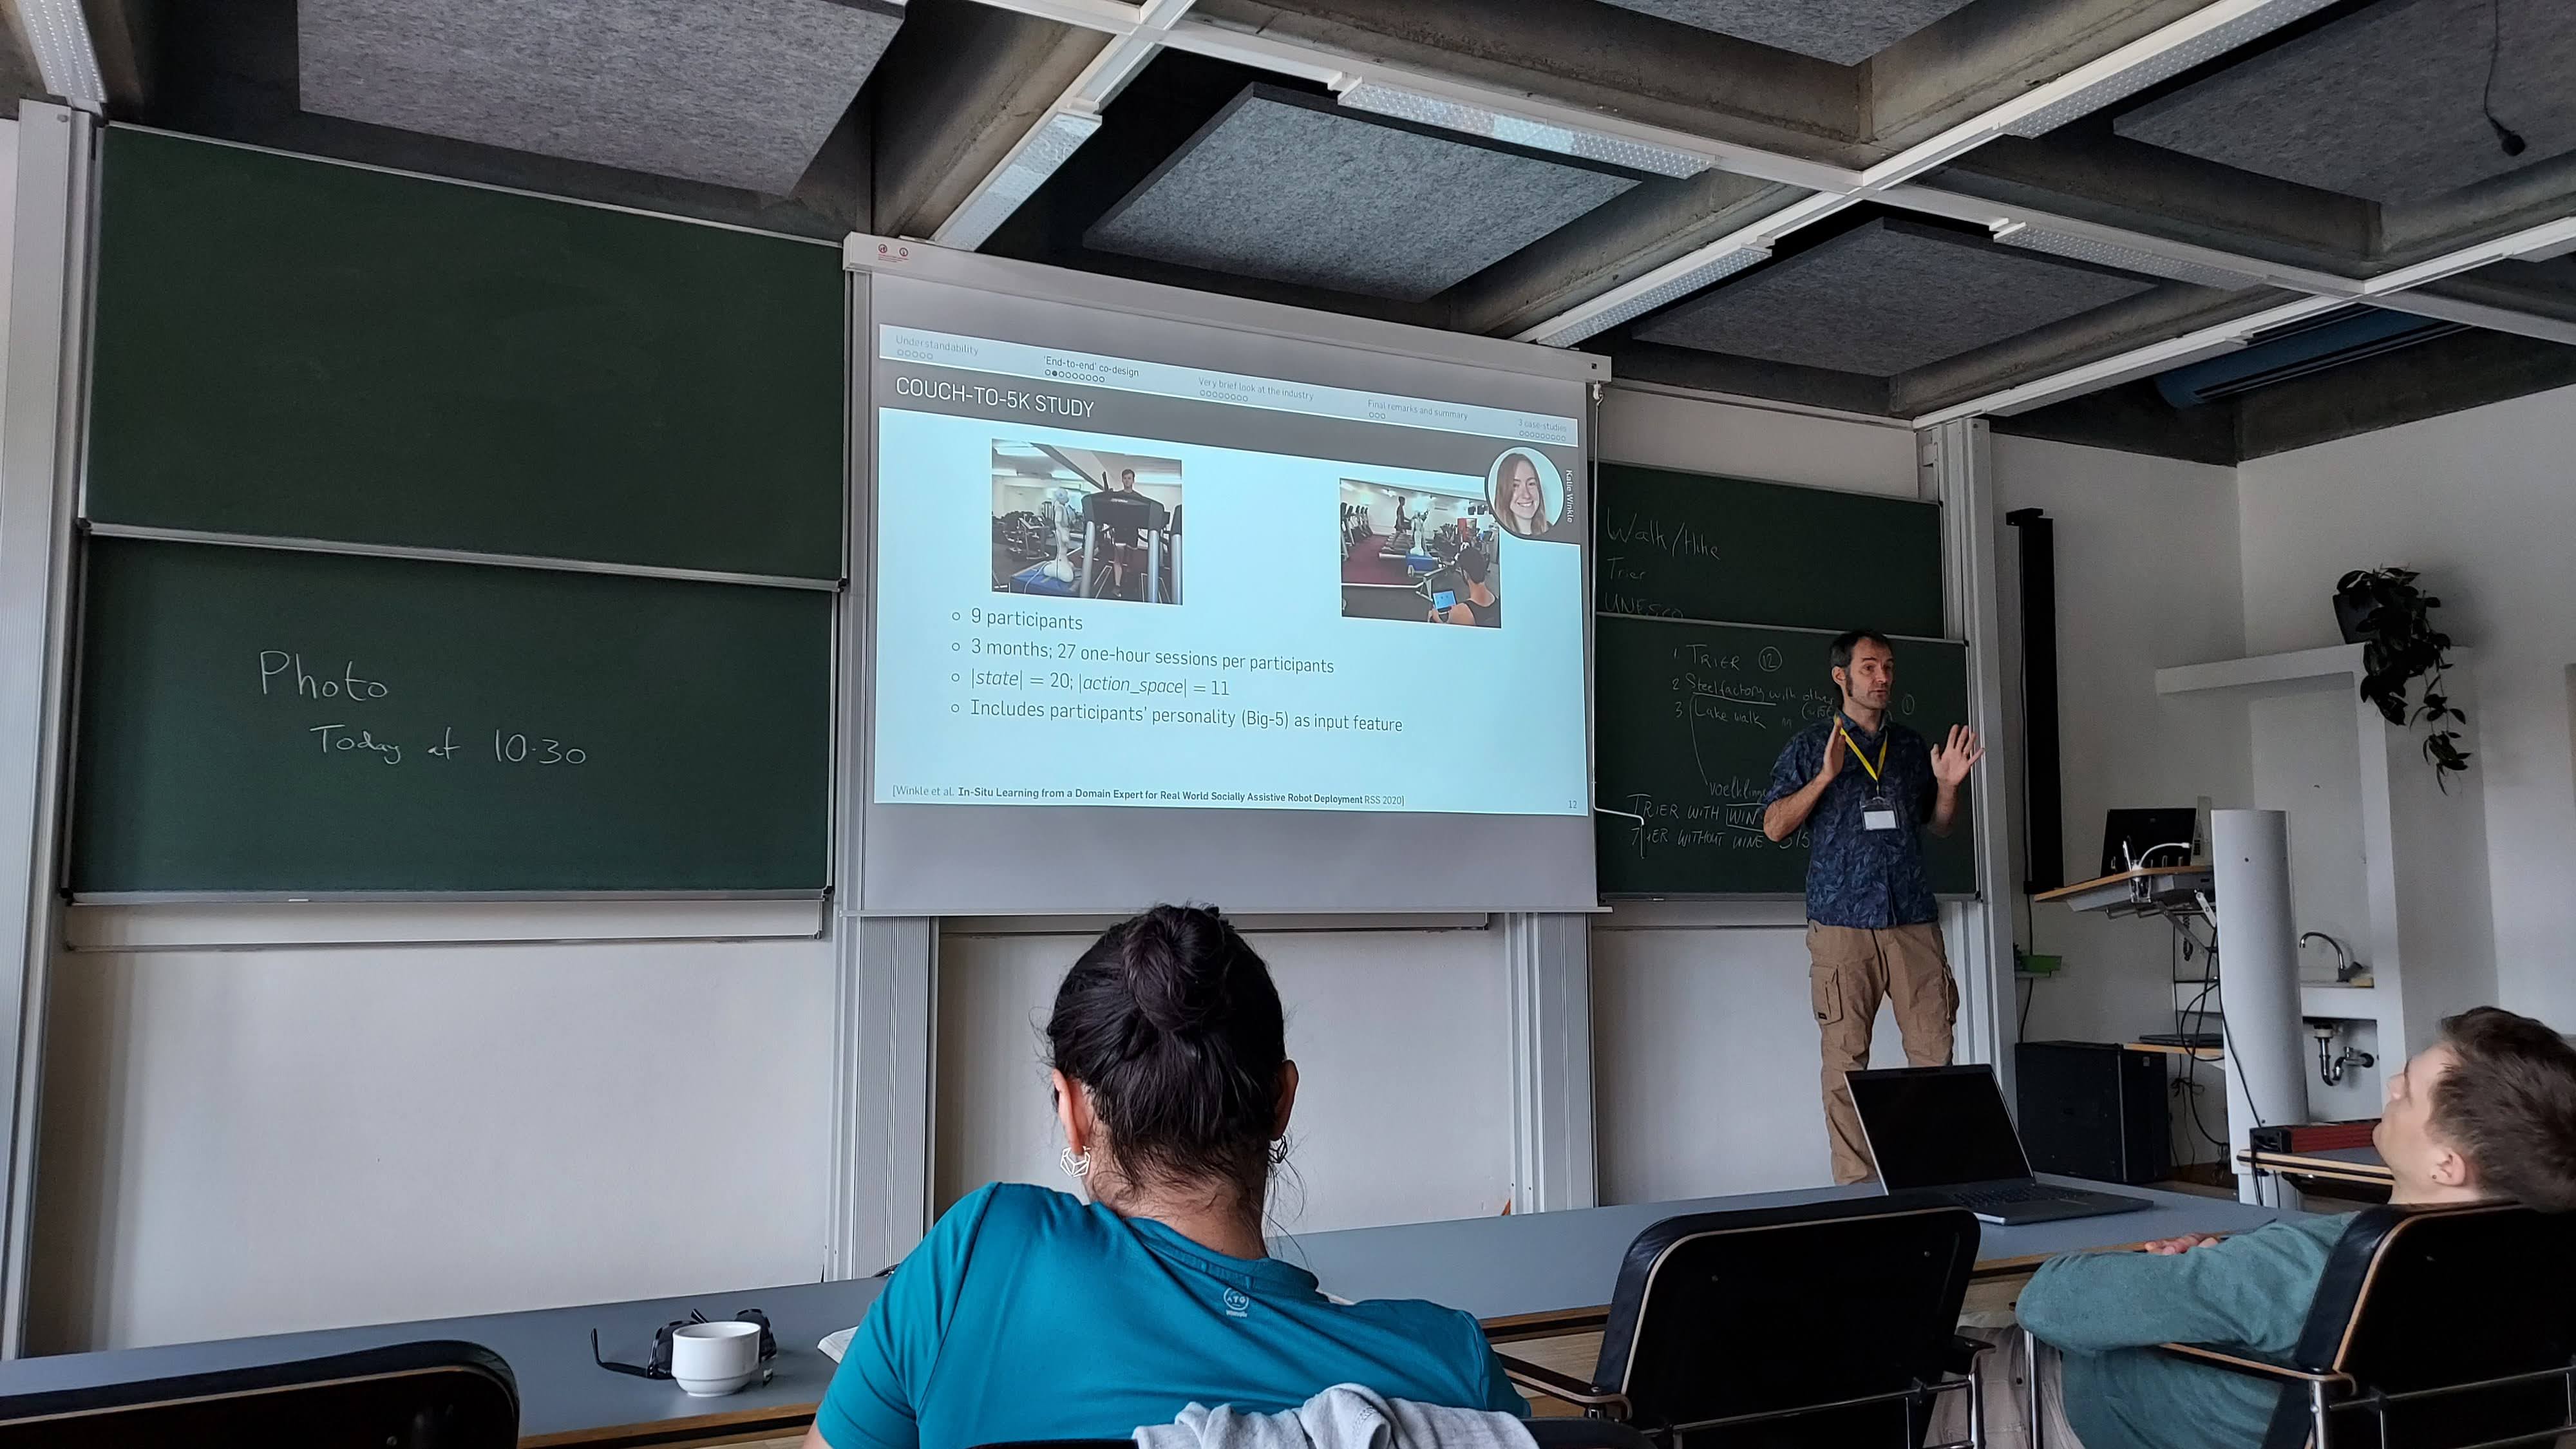 Understandability
'End-to-end' co-design
Very brief look at the industry
Final remarks and summary
3 case-studies
COUCH-TO-5K STUDY
Katie Winkle
9 participants
3 months; 27 one-hour sessions per participants
|state| = 20; |action_space| = 11
Includes participants' personality (Big-5) as input feature
[Winkle et al. In-Situ Learning from a Domain Expert for Real World Socially Assistive Robot Deployment RSS 2020]
12
Photo
Today at 10.30
Walk/Hike
Trier
UNESCO
1 TRIER 12
2 Steelfactory with other
3 Lake walk
TRIER WITH WIN
TRIER WITHOUT WINE